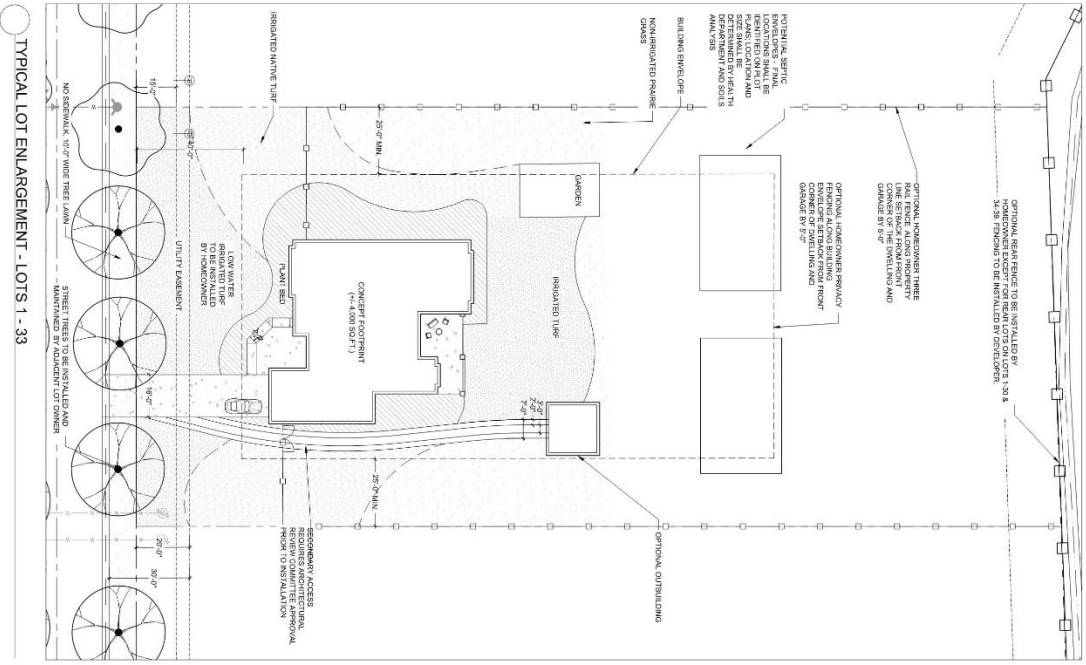 POTENTIAL SEPTIC
ENVELOPES - FINAL
LOCATIONS SHALL BE
IDENTIFIED ON PLOT
PLANS; LOCATION AND
SIZE SHALL BE
DETERMINED BY HEALTH
DEPARTMENT AND SOILS
ANALYSIS
BUILDING ENVELOPE
NON-IRRIGATED PRAIRIE
GRASS
IRRIGATED NATIVE TURF
OPTIONAL REAR FENCE TO BE INSTALLED BY
HOMEOWNER EXCEPT FOR REAR LOTS ON LOTS 1-30 &
34-39. FENCING TO BE INSTALLED BY DEVELOPER.
OPTIONAL HOMEOWNER THREE
RAIL FENCE ALONG PROPERTY
LINE SETBACK FROM FRONT
CORNER OF THE DWELLING AND
GARAGE BY 5'-0"
OPTIONAL HOMEOWNER PRIVACY
FENCING ALONG BUILDING
ENVELOPE SETBACK FROM FRONT
CORNER OF DWELLING AND
GARAGE BY 5'-0"
25'-0" MIN.
GARDEN
IRRIGATED TURF
CONCEPT FOOTPRINT
(+/- 4,000 SQ.FT.)
PLANT BED
LOW WATER
IRRIGATED TURF
TO BE INSTALLED
BY HOMEOWNER
15'-0"
40'-0"
UTILITY EASEMENT
16'-0"
3'-0"
2'-0"
7'-0"
25'-0" MIN.
OPTIONAL OUTBUILDING
SECONDARY ACCESS
REQUIRES ARCHITECTURAL
REVIEW COMMITTEE APPROVAL
PRIOR TO INSTALLATION
20'-0"
30'-0"
NO SIDEWALK, 10'-0" WIDE TREE LAWN
STREET TREES TO BE INSTALLED AND
MAINTAINED BY ADJACENT LOT OWNER
TYPICAL LOT ENLARGEMENT - LOTS 1 - 33